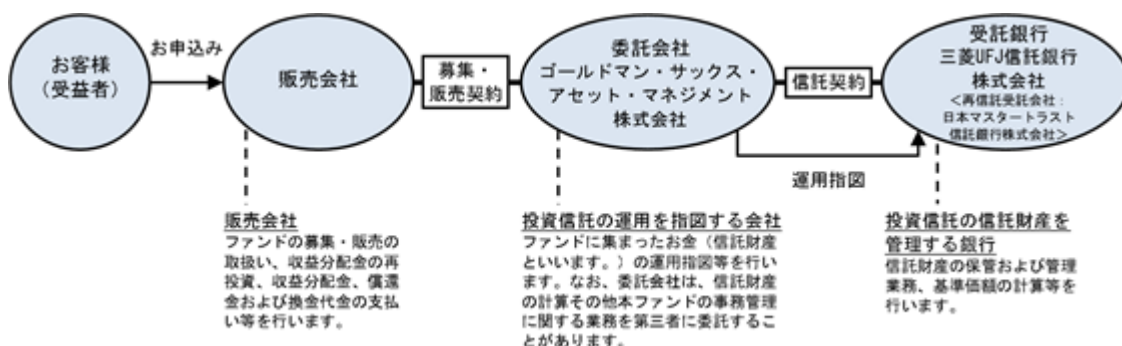 お客様
（受益者）
お申込み
販売会社
募集・
販売契約
委託会社
ゴールドマン・サックス・
アセット・マネジメント
株式会社
信託契約
受託銀行
三菱UFJ信託銀行
株式会社
＜再信託受託会社：
日本マスタートラスト
信託銀行株式会社＞
運用指図
販売会社
ファンドの募集・販売の
取扱い、収益分配金の再
投資、収益分配金、償還
金および換金代金の支払
い等を行います。
投資信託の運用を指図する会社
ファンドに集まったお金（信託財産
といいます。）の運用指図等を行い
ます。なお、委託会社は、信託財産
の計算その他本ファンドの事務管理
に関する業務を第三者に委託するこ
とがあります。
投資信託の信託財産を
管理する銀行
信託財産の保管および管理
業務、基準価額の計算等を
行います。